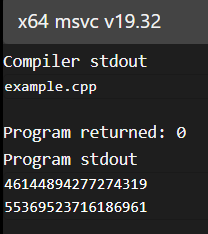 x64 msvc v19.32
Compiler stdout
example.cpp
Program returned: 0
Program stdout
46144894277274319
55369523716186961